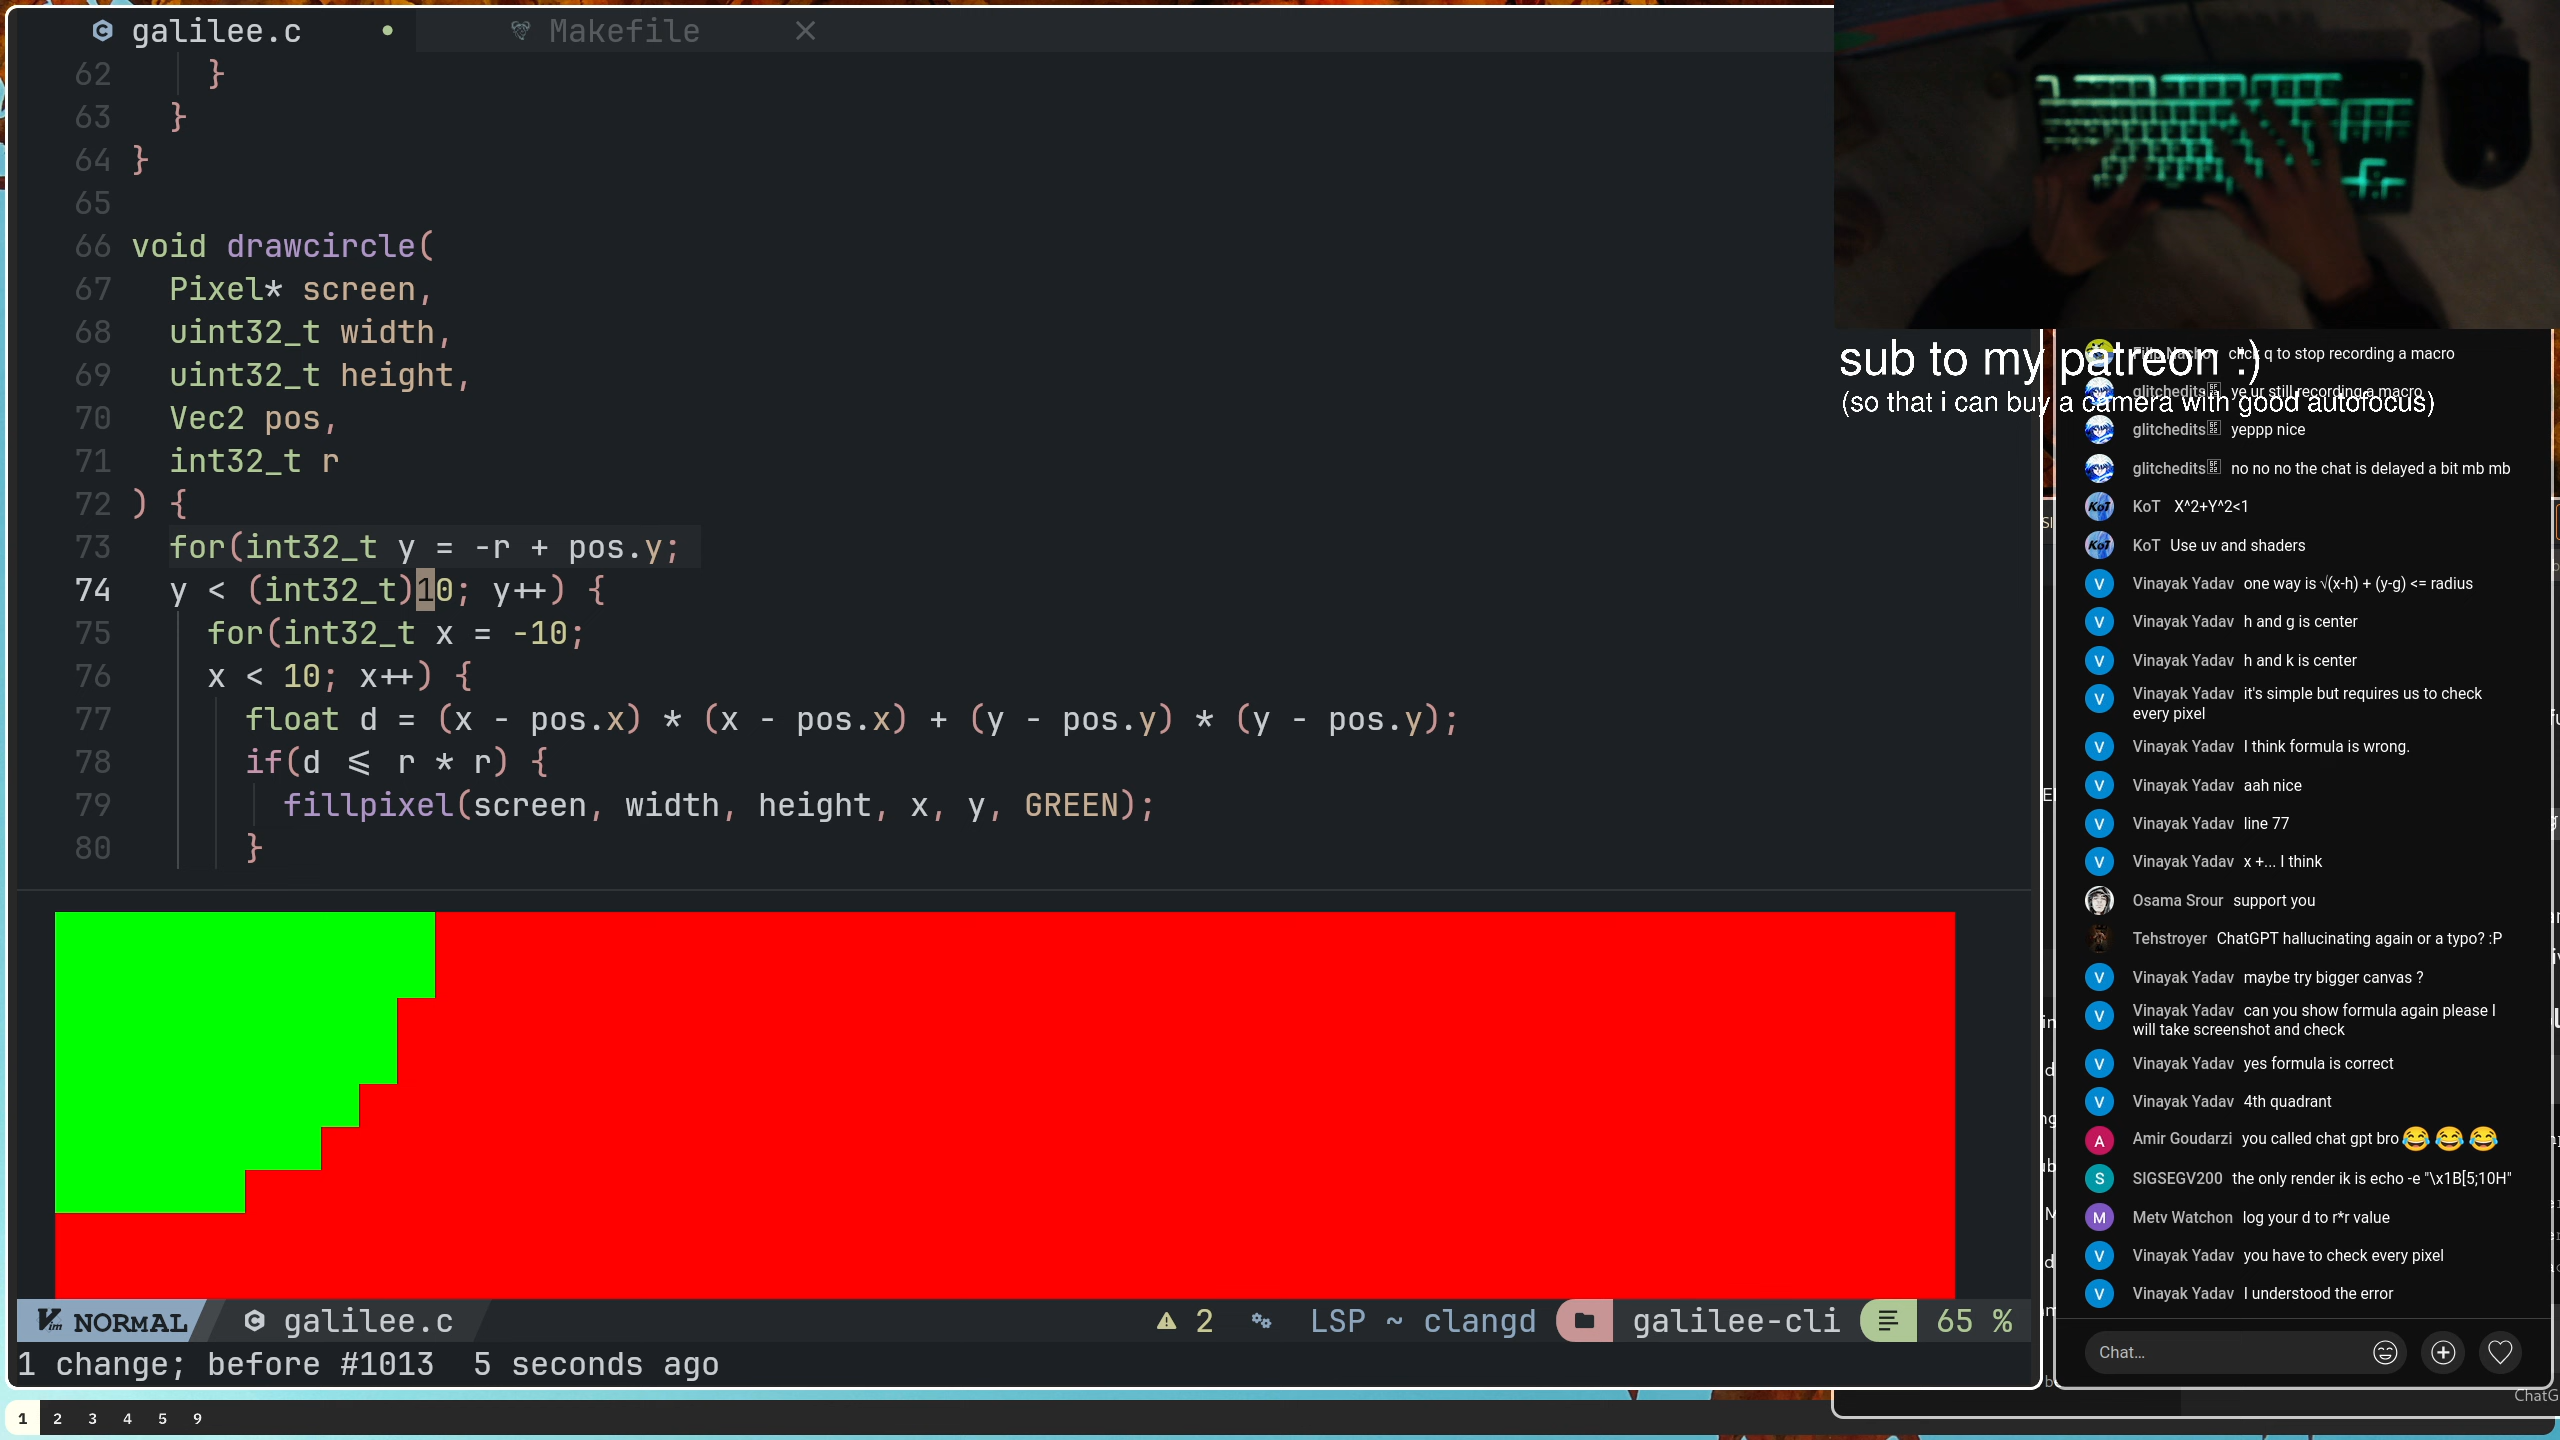 galilee.c
Makefile
62 }
63 }
64 }
65
66 void drawcircle(
67 Pixel* screen,
68 uint32_t width,
69 uint32_t height,
70 Vec2 pos,
71 int32_t r
72 ) {
73 for(int32_t y = -r + pos.y;
74 y < (int32_t)10; y++) {
75 for(int32_t x = -10;
76 x < 10; x++) {
77 float d = (x - pos.x) * (x - pos.x) + (y - pos.y) * (y - pos.y);
78 if(d <= r * r) {
79 fillpixel(screen, width, height, x, y, GREEN);
80 }
NORMAL galilee.c 2 LSP ~ clangd galilee-cli 65 %
1 change; before #1013 5 seconds ago
1 2 3 4 5 9
sub to my patreon :)
(so that i can buy a camera with good autofocus)
click q to stop recording a macro
glitchedits ye ur still recording a macro
glitchedits yeppp nice
glitchedits no no no the chat is delayed a bit mb mb
KoT X^2+Y^2<1
KoT Use uv and shaders
Vinayak Yadav one way is √(x-h) + (y-g) <= radius
Vinayak Yadav h and g is center
Vinayak Yadav h and k is center
Vinayak Yadav it's simple but requires us to check
every pixel
Vinayak Yadav I think formula is wrong.
Vinayak Yadav aah nice
Vinayak Yadav line 77
Vinayak Yadav x +... I think
Osama Srour support you
Tehstroyer ChatGPT hallucinating again or a typo? :P
Vinayak Yadav maybe try bigger canvas ?
Vinayak Yadav can you show formula again please I
will take screenshot and check
Vinayak Yadav yes formula is correct
Vinayak Yadav 4th quadrant
Amir Goudarzi you called chat gpt bro😂😂😂
SIGSEGV200 the only render ik is echo -e "\x1B[5;10H"
Metv Watchon log your d to r*r value
Vinayak Yadav you have to check every pixel
Vinayak Yadav I understood the error
Chat...